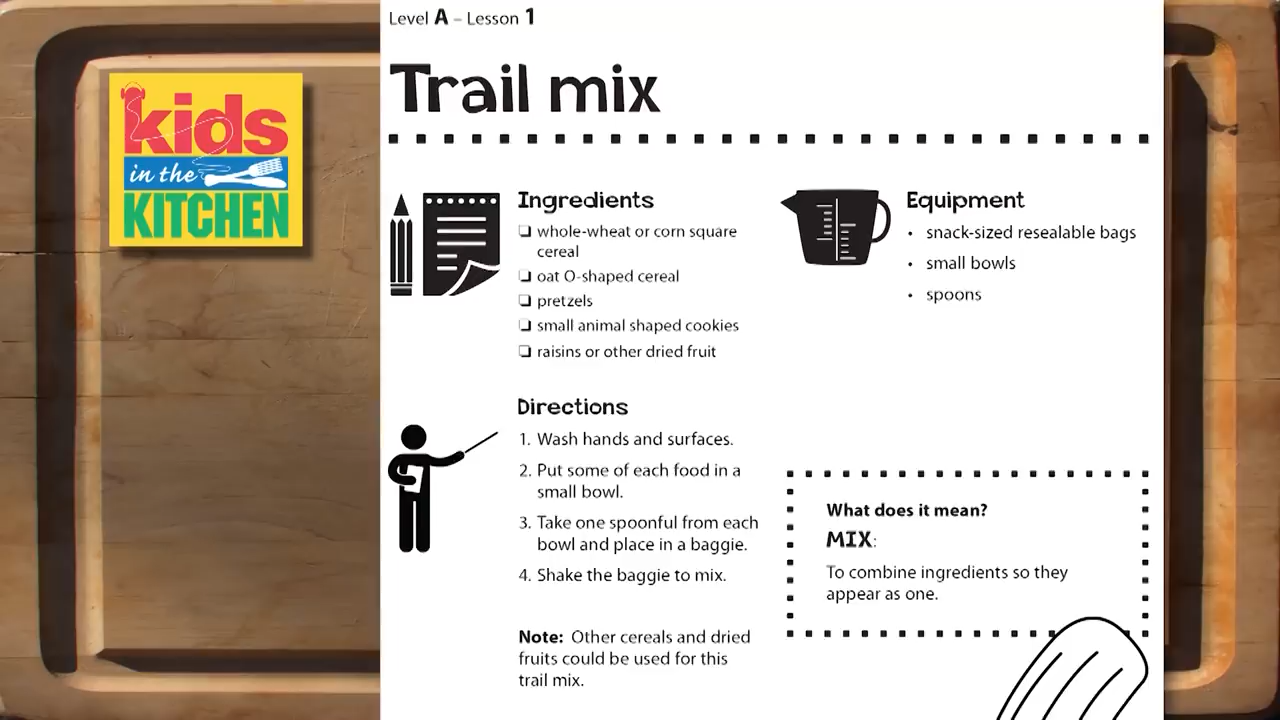 kids
in the
KITCHEN
Level A – Lesson 1
Trail mix
Ingredients
❏ whole-wheat or corn square
cereal
❏ oat O-shaped cereal
❏ pretzels
❏ small animal shaped cookies
❏ raisins or other dried fruit
Equipment
• snack-sized resealable bags
• small bowls
• spoons
Directions
1. Wash hands and surfaces.
2. Put some of each food in a
small bowl.
3. Take one spoonful from each
bowl and place in a baggie.
4. Shake the baggie to mix.
Note: Other cereals and dried
fruits could be used for this
trail mix.
What does it mean?
MIX:
To combine ingredients so they
appear as one.